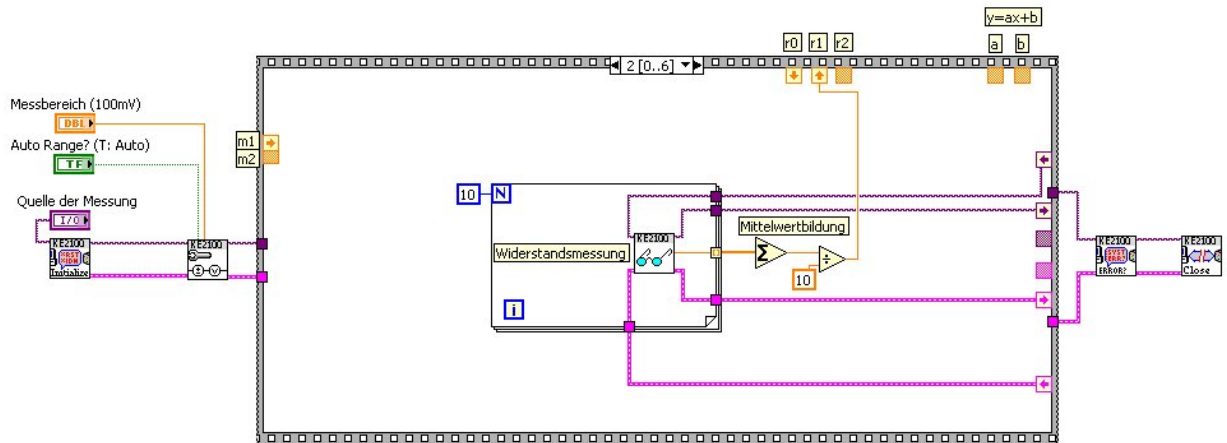 y=ax+b
r0 r1 r2 a b
2 [0..6]
Messbereich (100mV)
DBL
m1
Auto Range? (T: Auto)
m2
TF
Quelle der Messung
10 N
I/O
Mittelwertbildung
KE2100
KE2100
KE2100
KE2100
KE2100
Widerstandsmessung
Σ
÷
Initialize
ERROR?
Close
10
i